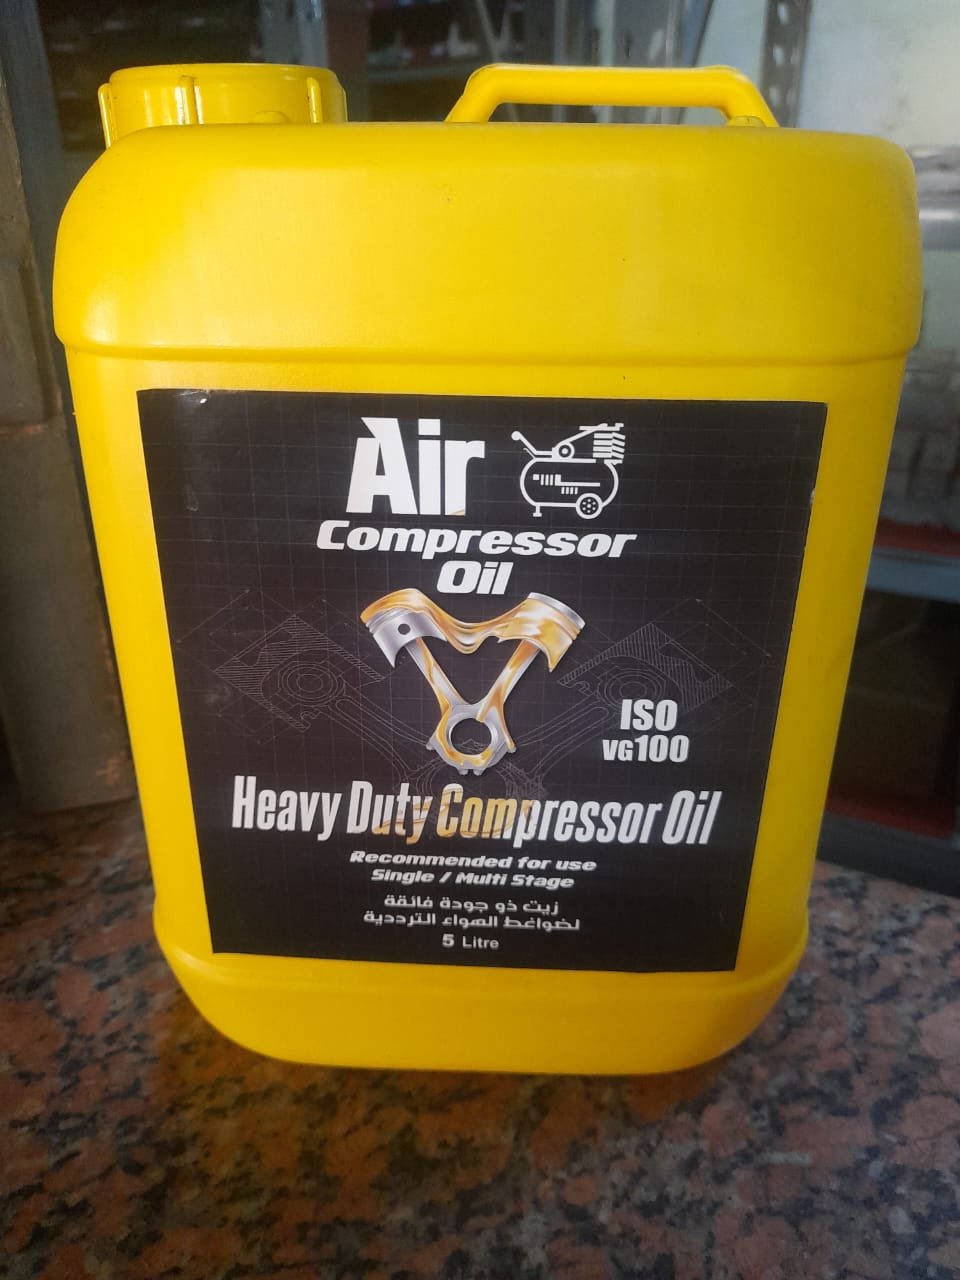 Air
Compressor
Oil
ISO
VG100
Heavy Duty Compressor Oil
Recommended for use
Single / Multi Stage
زيت ذو جودة فائقة
لضواغط الهواء الترددية
5 Litre